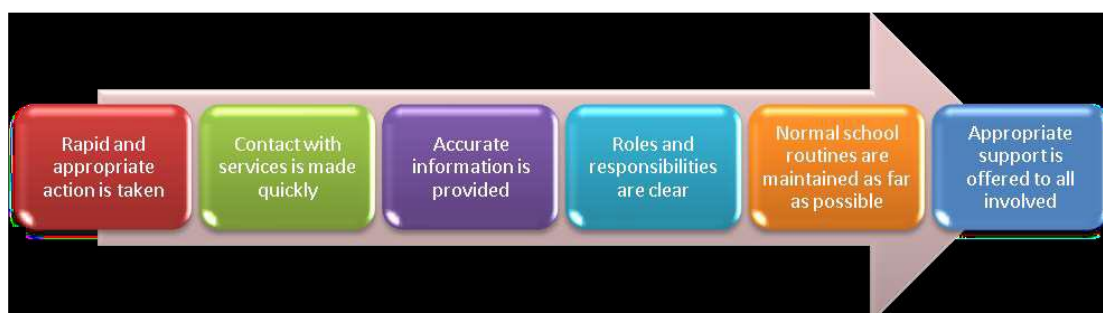 Rapid and
appropriate
action is taken
Contact with
services is made
quickly
Accurate
information is
provided
Roles and
responsibilities
are clear
Normal school
routines are
maintained as far
as possible
Appropriate
support is
offered to all
involved